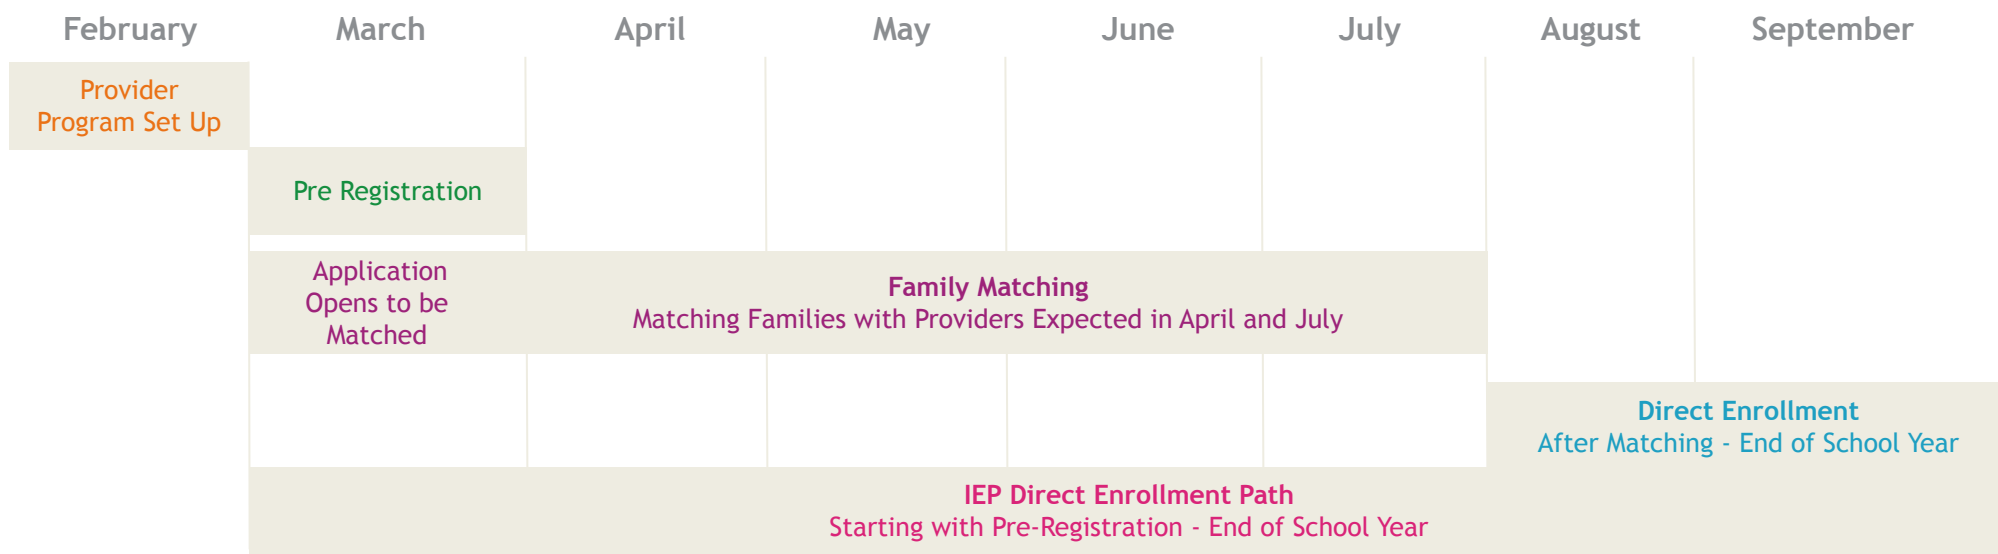 February March April May June July August September
Provider
Program Set Up
Pre Registration
Application
Opens to be
Matched
Family Matching
Matching Families with Providers Expected in April and July
Direct Enrollment
After Matching - End of School Year
IEP Direct Enrollment Path
Starting with Pre-Registration - End of School Year